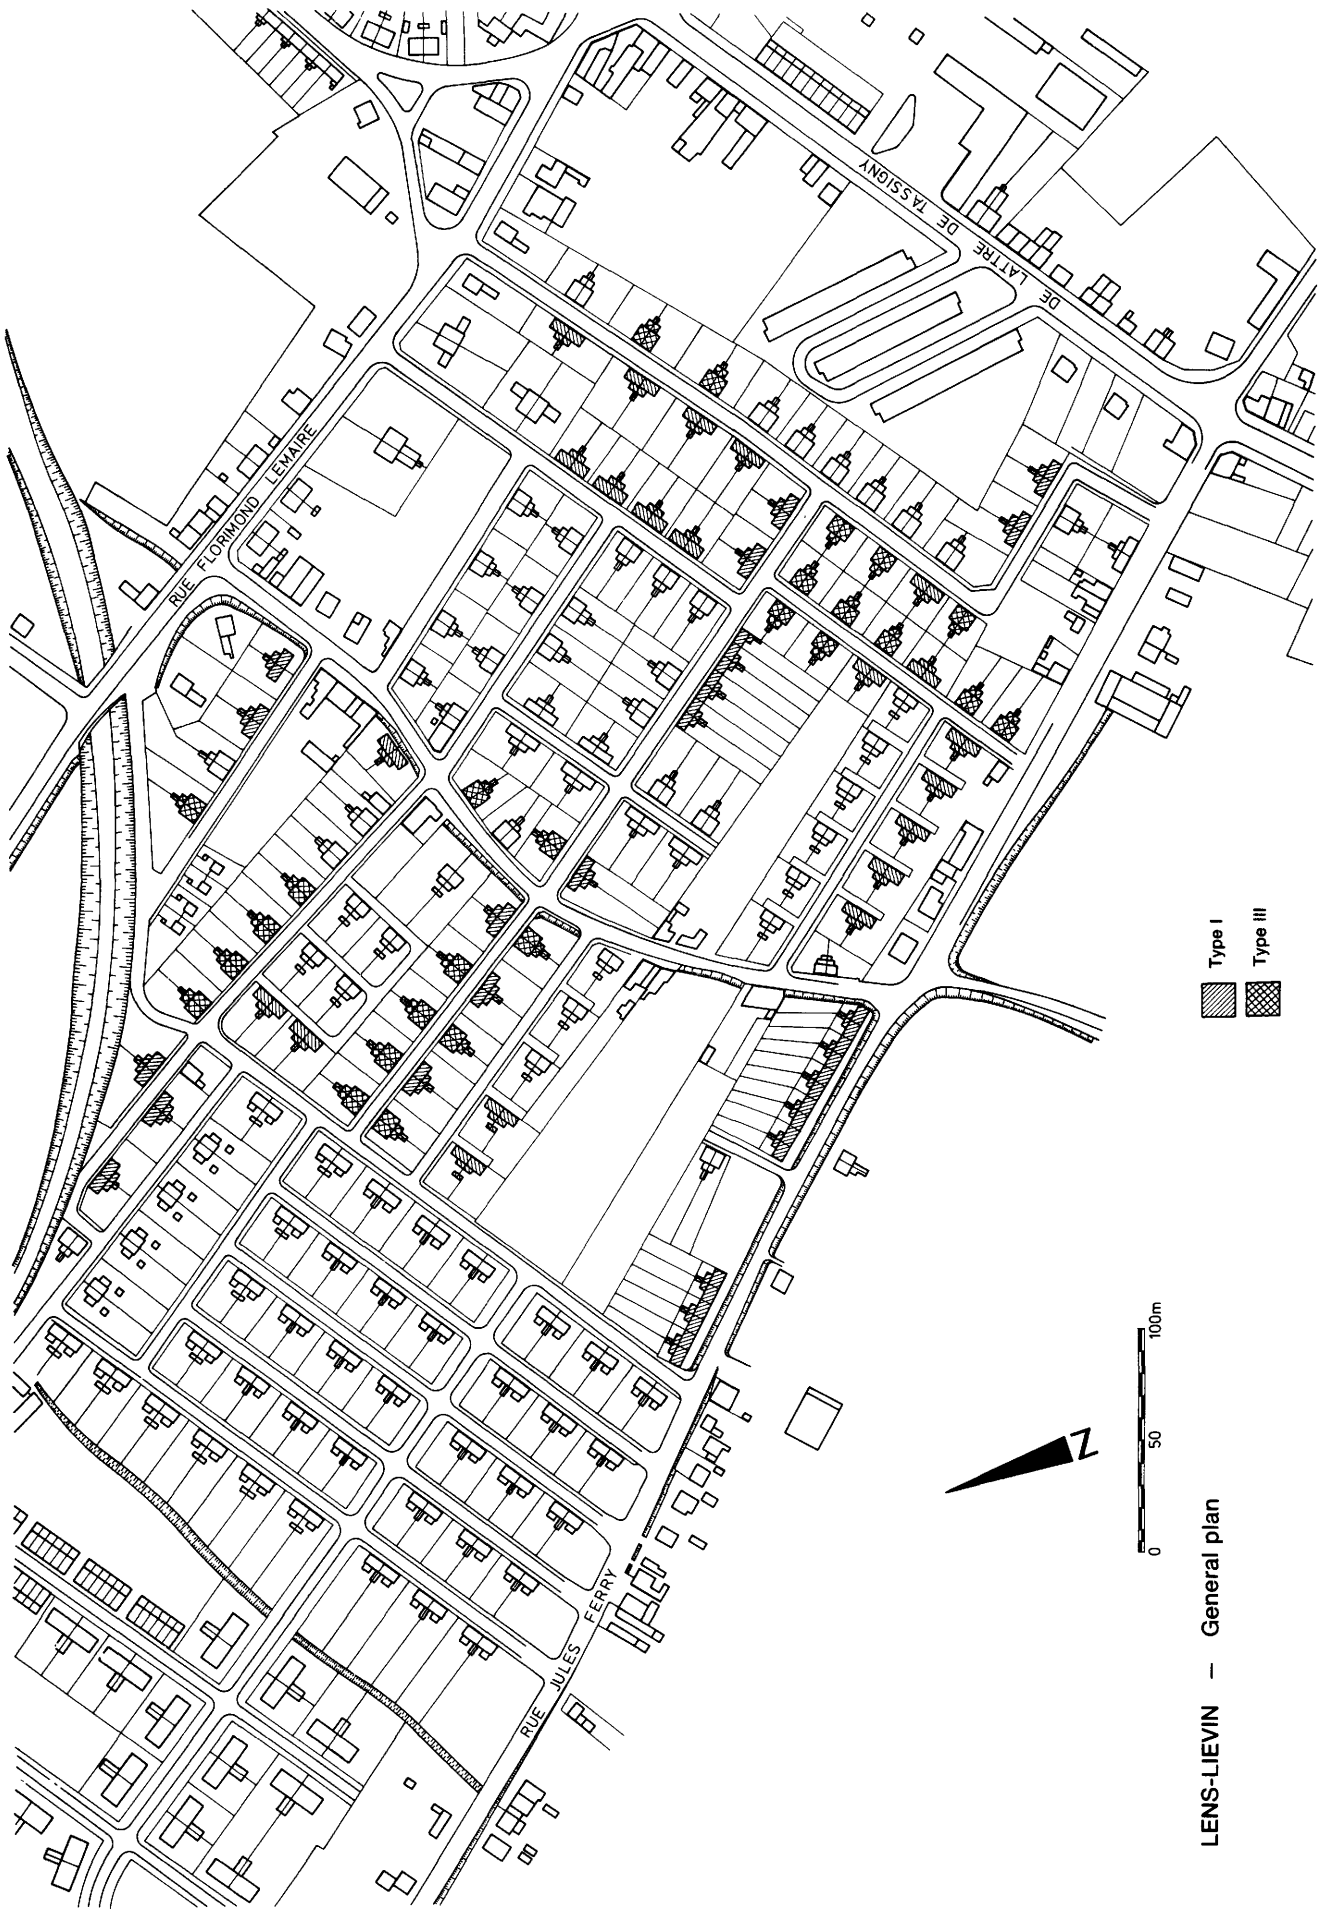 RUE FLORIMOND LEMAIRE
DE LATTRE DE TASSIGNY
RUE JULES FERRY
N
0 50 100m
Type I
Type III
LENS-LIEVIN — General plan